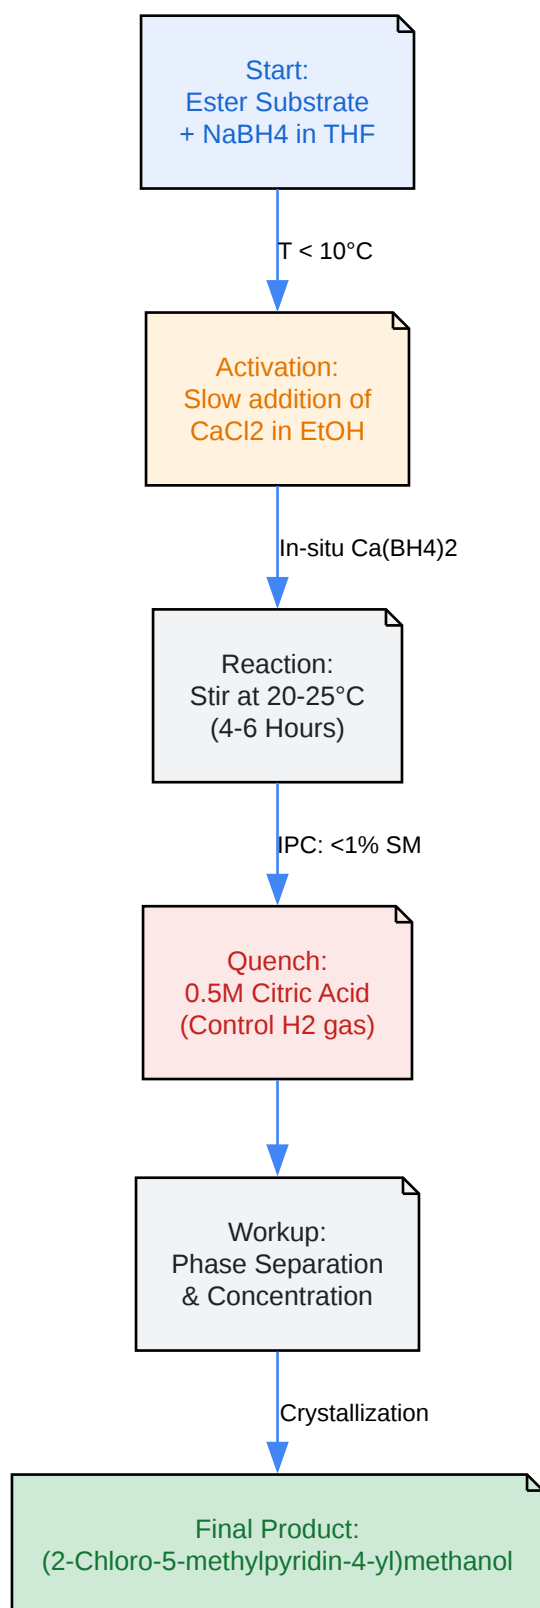 Start:
Ester Substrate
+ NaBH4 in THF
T < 10°C
Activation:
Slow addition of
CaCl2 in EtOH
In-situ Ca(BH4)2
Reaction:
Stir at 20-25°C
(4-6 Hours)
IPC: <1% SM
Quench:
0.5M Citric Acid
(Control H2 gas)
Workup:
Phase Separation
& Concentration
Crystallization
Final Product:
(2-Chloro-5-methylpyridin-4-yl)methanol